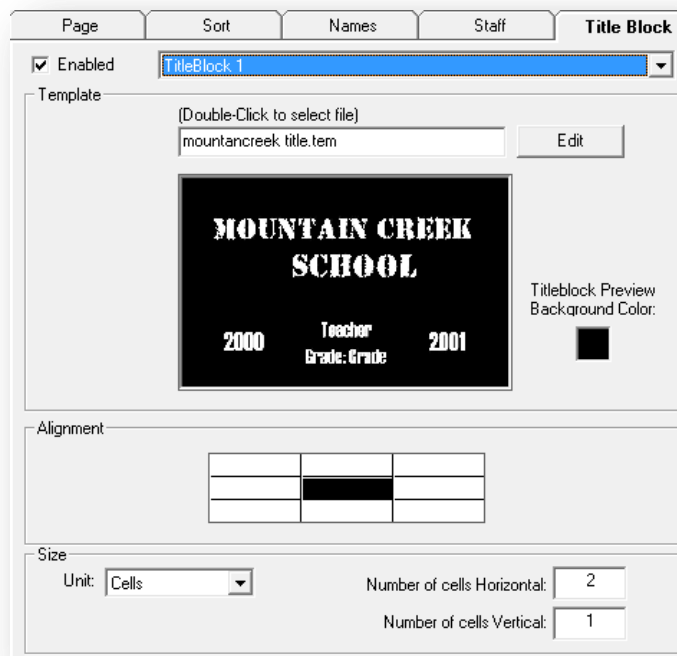 Page Sort Names Staff Title Block
Enabled TitleBlock 1
Template
(Double-Click to select file)
mountancreek title.tem Edit
MOUNTAIN CREEK
SCHOOL
Titleblock Preview
Background Color:
2000 Teacher 2001
Grade: Grade
Alignment
Size
Unit: Cells Number of cells Horizontal: 2
Number of cells Vertical: 1